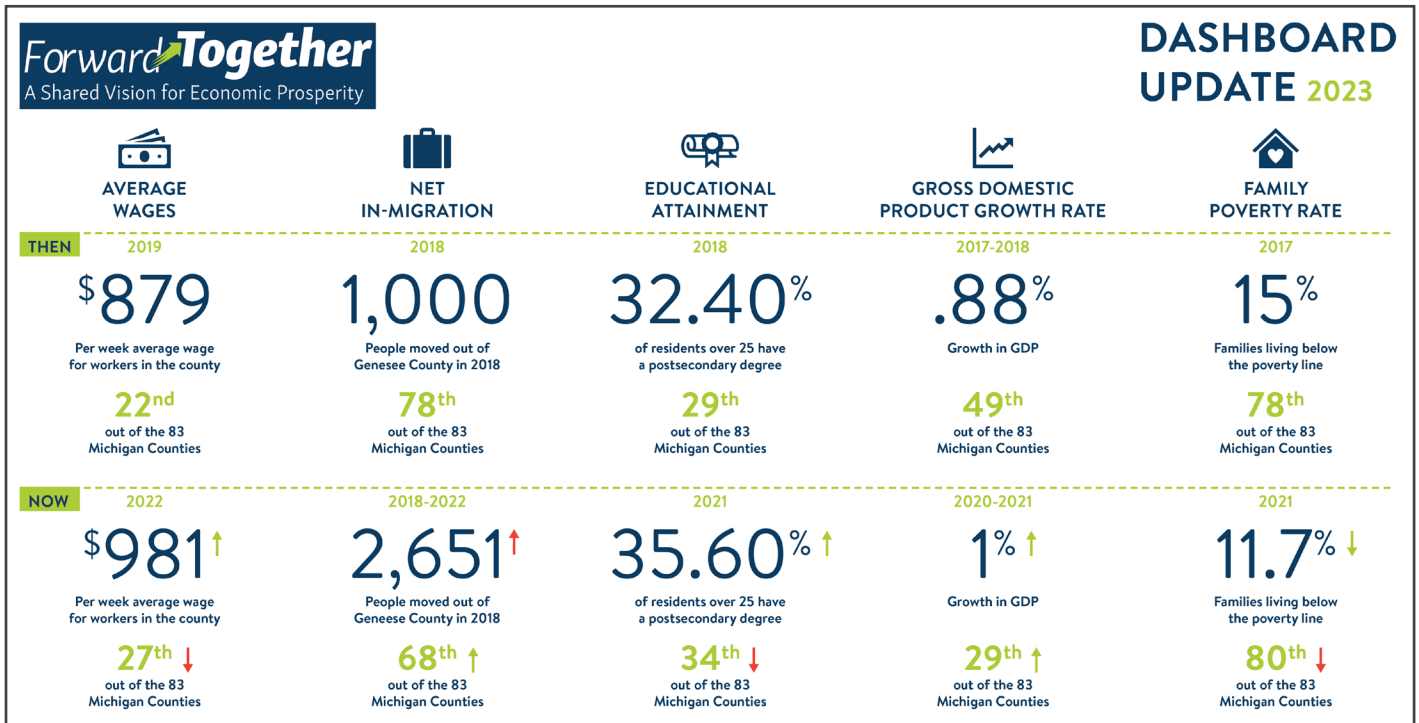 Forward Together
A Shared Vision for Economic Prosperity
DASHBOARD
UPDATE 2023
AVERAGE
WAGES
NET
IN-MIGRATION
EDUCATIONAL
ATTAINMENT
GROSS DOMESTIC
PRODUCT GROWTH RATE
FAMILY
POVERTY RATE
THEN
2019
$879
Per week average wage
for workers in the county
22nd
out of the 83
Michigan Counties
2018
1,000
People moved out of
Genesee County in 2018
78th
out of the 83
Michigan Counties
2018
32.40%
of residents over 25 have
a postsecondary degree
29th
out of the 83
Michigan Counties
2017-2018
.88%
Growth in GDP
49th
out of the 83
Michigan Counties
2017
15%
Families living below
the poverty line
78th
out of the 83
Michigan Counties
NOW
2022
$981
Per week average wage
for workers in the county
27th
out of the 83
Michigan Counties
2018-2022
2,651
People moved out of
Geneese County in 2018
68th
out of the 83
Michigan Counties
2021
35.60%
of residents over 25 have
a postsecondary degree
34th
out of the 83
Michigan Counties
2020-2021
1%
Growth in GDP
29th
out of the 83
Michigan Counties
2021
11.7%
Families living below
the poverty line
80th
out of the 83
Michigan Counties